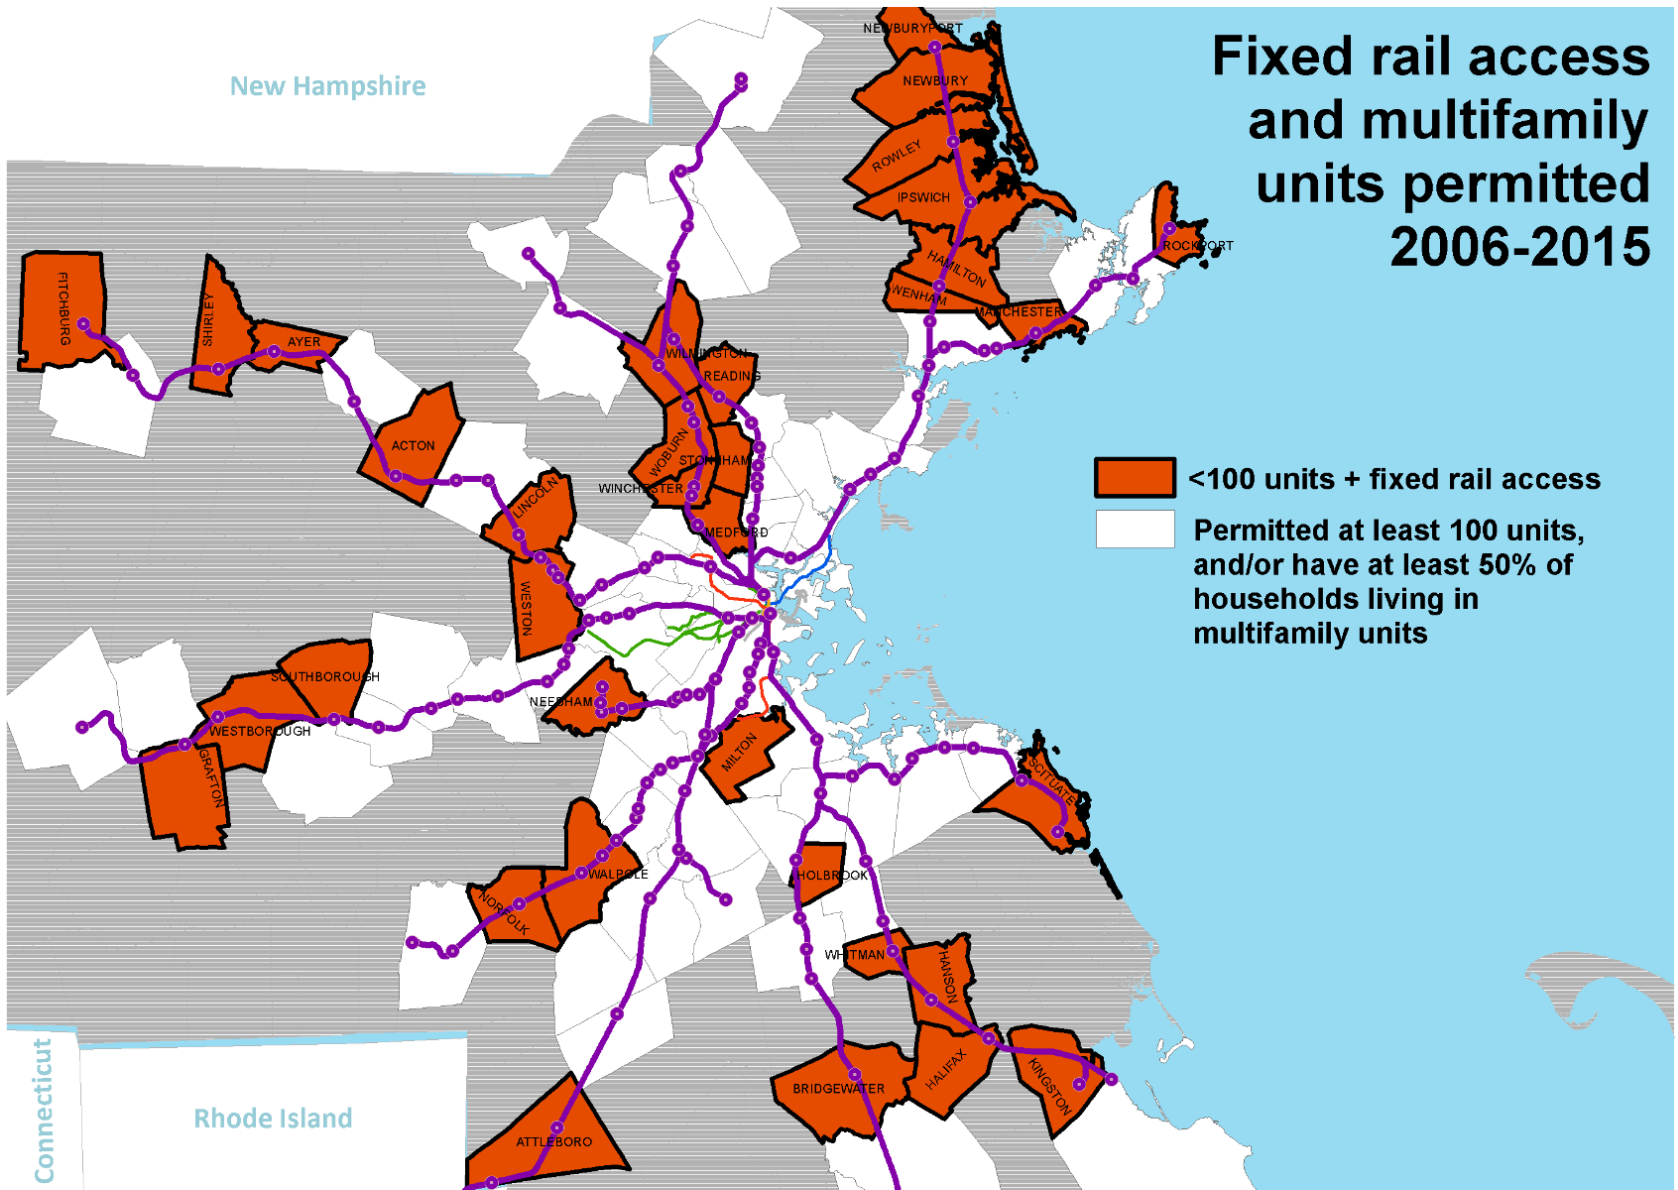 Fixed rail access
and multifamily
units permitted
2006-2015
New Hampshire
NEWBURYPORT
NEWBURY
ROWLEY
IPSWICH
HAMILTON
WENHAM
MANCHESTER
ROCKPORT
FITCHBURG
SHIRLEY
AYER
ACTON
LINCOLN
WESTON
WILMINGTON
READING
WOBURN
STONEHAM
WINCHESTER
MEDFORD
<100 units + fixed rail access
Permitted at least 100 units,
and/or have at least 50% of
households living in
multifamily units
SOUTHBOROUGH
WESTBOROUGH
GRAFTON
NEEDHAM
MILTON
SCITUATE
WALPOLE
NORFOLK
HOLBROOK
WHITMAN
HANSON
HALIFAX
KINGSTON
BRIDGEWATER
ATTLEBORO
Connecticut
Rhode Island